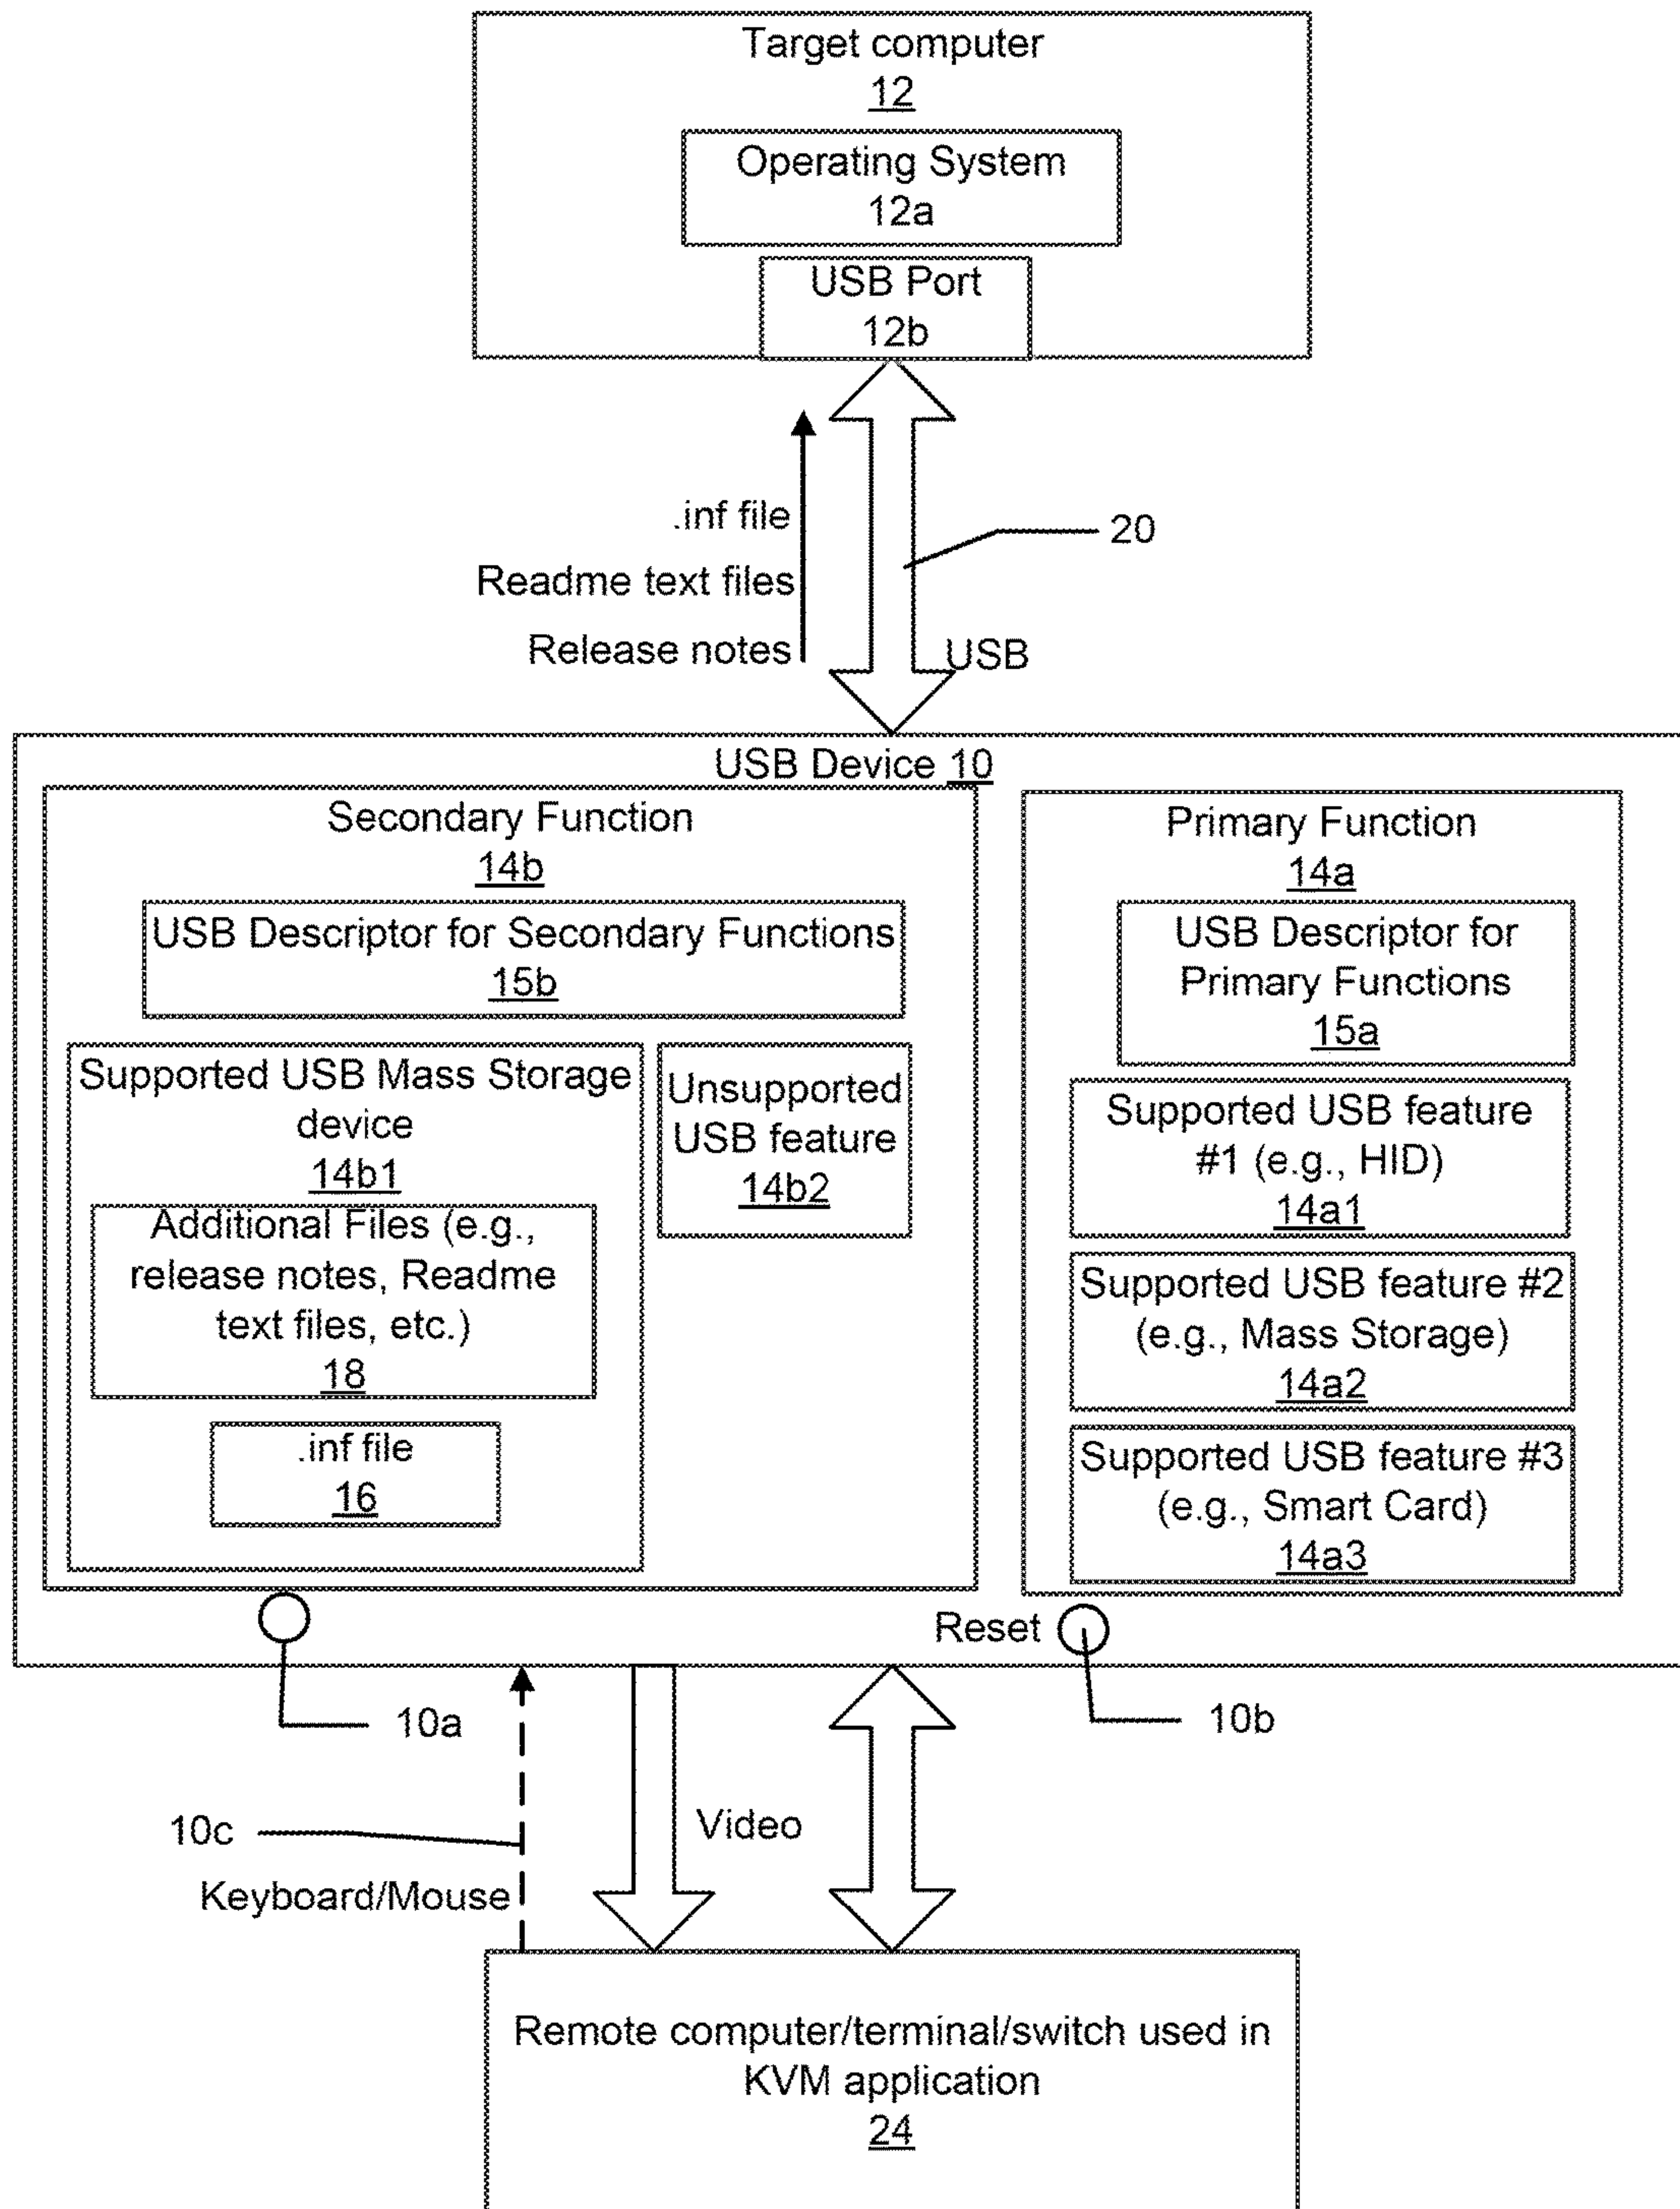 Target computer
12
Operating System
12a
USB Port
12b
.inf file
20
Readme text files
Release notes
USB
USB Device 10
Secondary Function
14b
USB Descriptor for Secondary Functions
15b
Supported USB Mass Storage
device
14b1
Additional Files (e.g.,
release notes, Readme
text files, etc.)
18
.inf file
16
Unsupported
USB feature
14b2
Primary Function
14a
USB Descriptor for
Primary Functions
15a
Supported USB feature
#1 (e.g., HID)
14a1
Supported USB feature #2
(e.g., Mass Storage)
14a2
Supported USB feature #3
(e.g., Smart Card)
14a3
Reset
10a
10b
10c
Video
Keyboard/Mouse
Remote computer/terminal/switch used in
KVM application
24